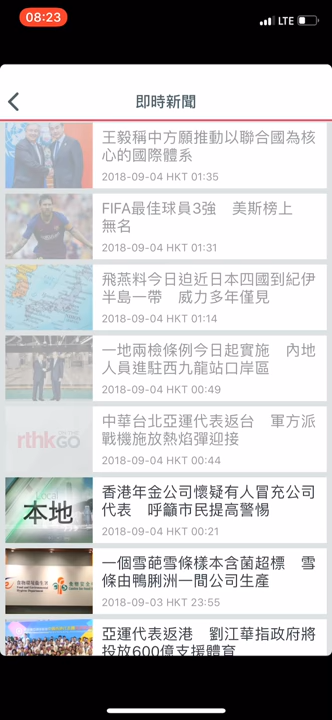 08:23
LTE
即時新聞
王毅稱中方願推動以聯合國為核
心的國際體系
2018-09-04 HKT 01:35
FIFA最佳球員3強　美斯榜上
無名
2018-09-04 HKT 01:31
飛燕料今日迫近日本四國到紀伊
半島一帶　威力多年僅見
2018-09-04 HKT 01:14
一地兩檢條例今日起實施　內地
人員進駐西九龍站口岸區
2018-09-04 HKT 00:49
中華台北亞運代表返台　軍方派
戰機施放熱焰彈迎接
2018-09-04 HKT 00:44
rthk
GO
香港年金公司懷疑有人冒充公司
代表　呼籲市民提高警惕
2018-09-04 HKT 00:21
Local
本地
一個雪葩雪條樣本含菌超標　雪
條由鴨脷洲一間公司生產
2018-09-03 HKT 23:55
亞運代表返港　劉江華指政府將
投放600億支援體育